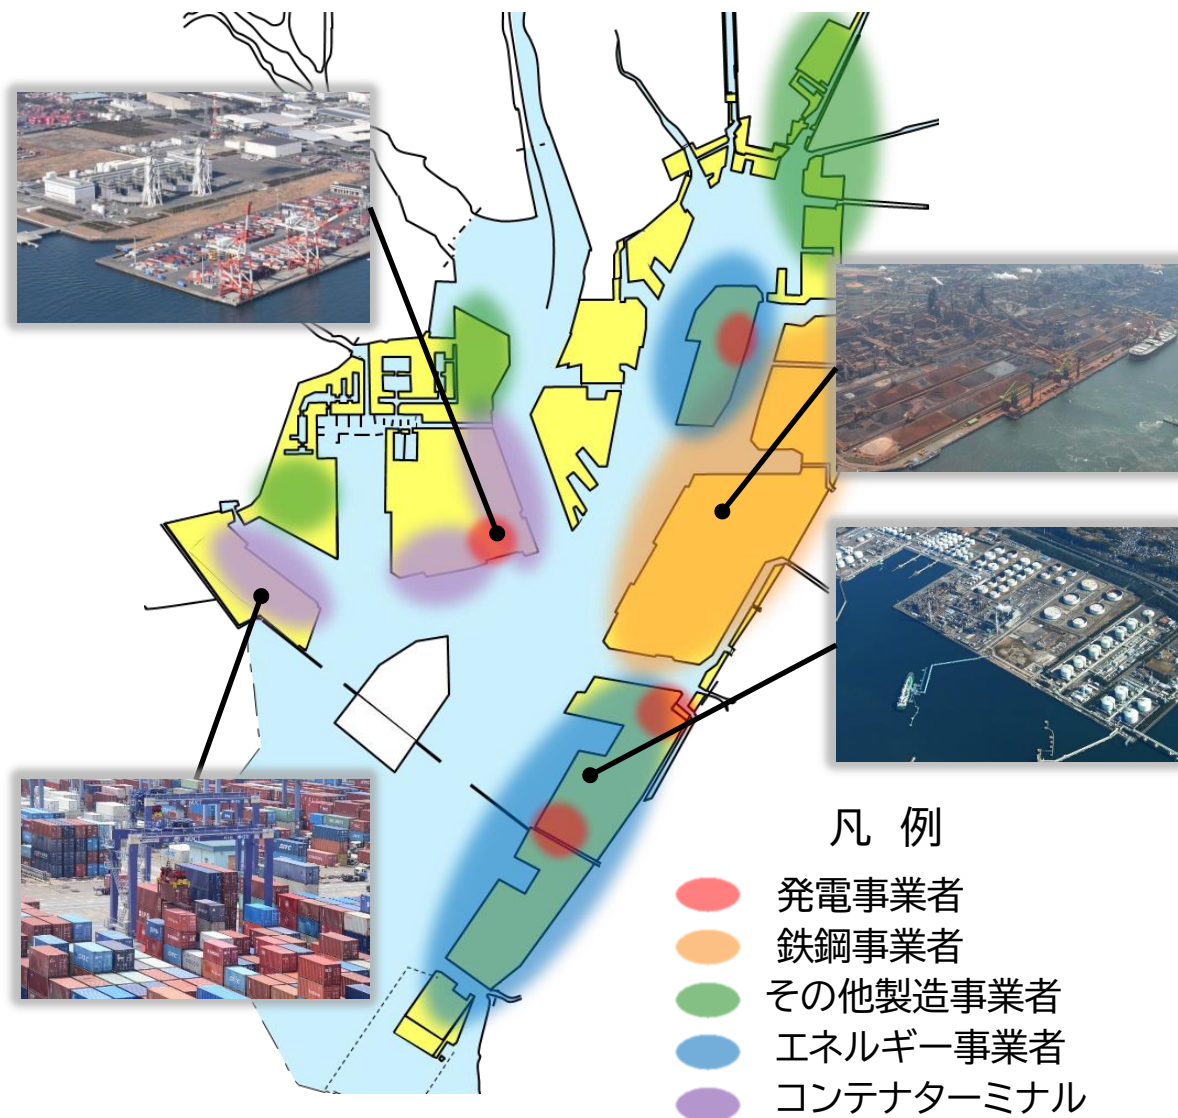 凡 例
発電事業者
鉄鋼事業者
その他製造事業者
エネルギー事業者
コンテナターミナル